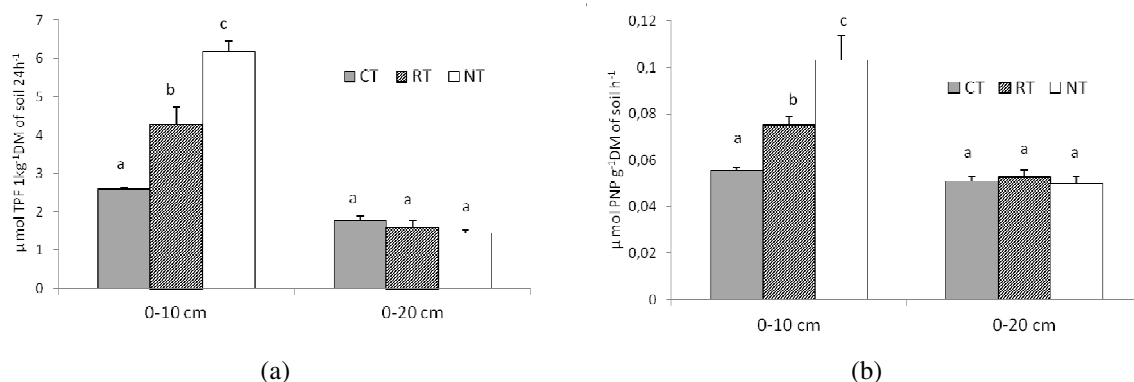 7
6
5
4
3
2
1
0
µmol TPF 1kg⁻¹DM of soil 24h⁻¹
a
b
c
a
a
a
CT RT NT
0-10 cm
0-20 cm
(a)
0,12
0,1
0,08
0,06
0,04
0,02
0
µmol PNP g⁻¹DM of soil h⁻¹
a
b
c
a
a
a
CT RT NT
0-10 cm
0-20 cm
(b)